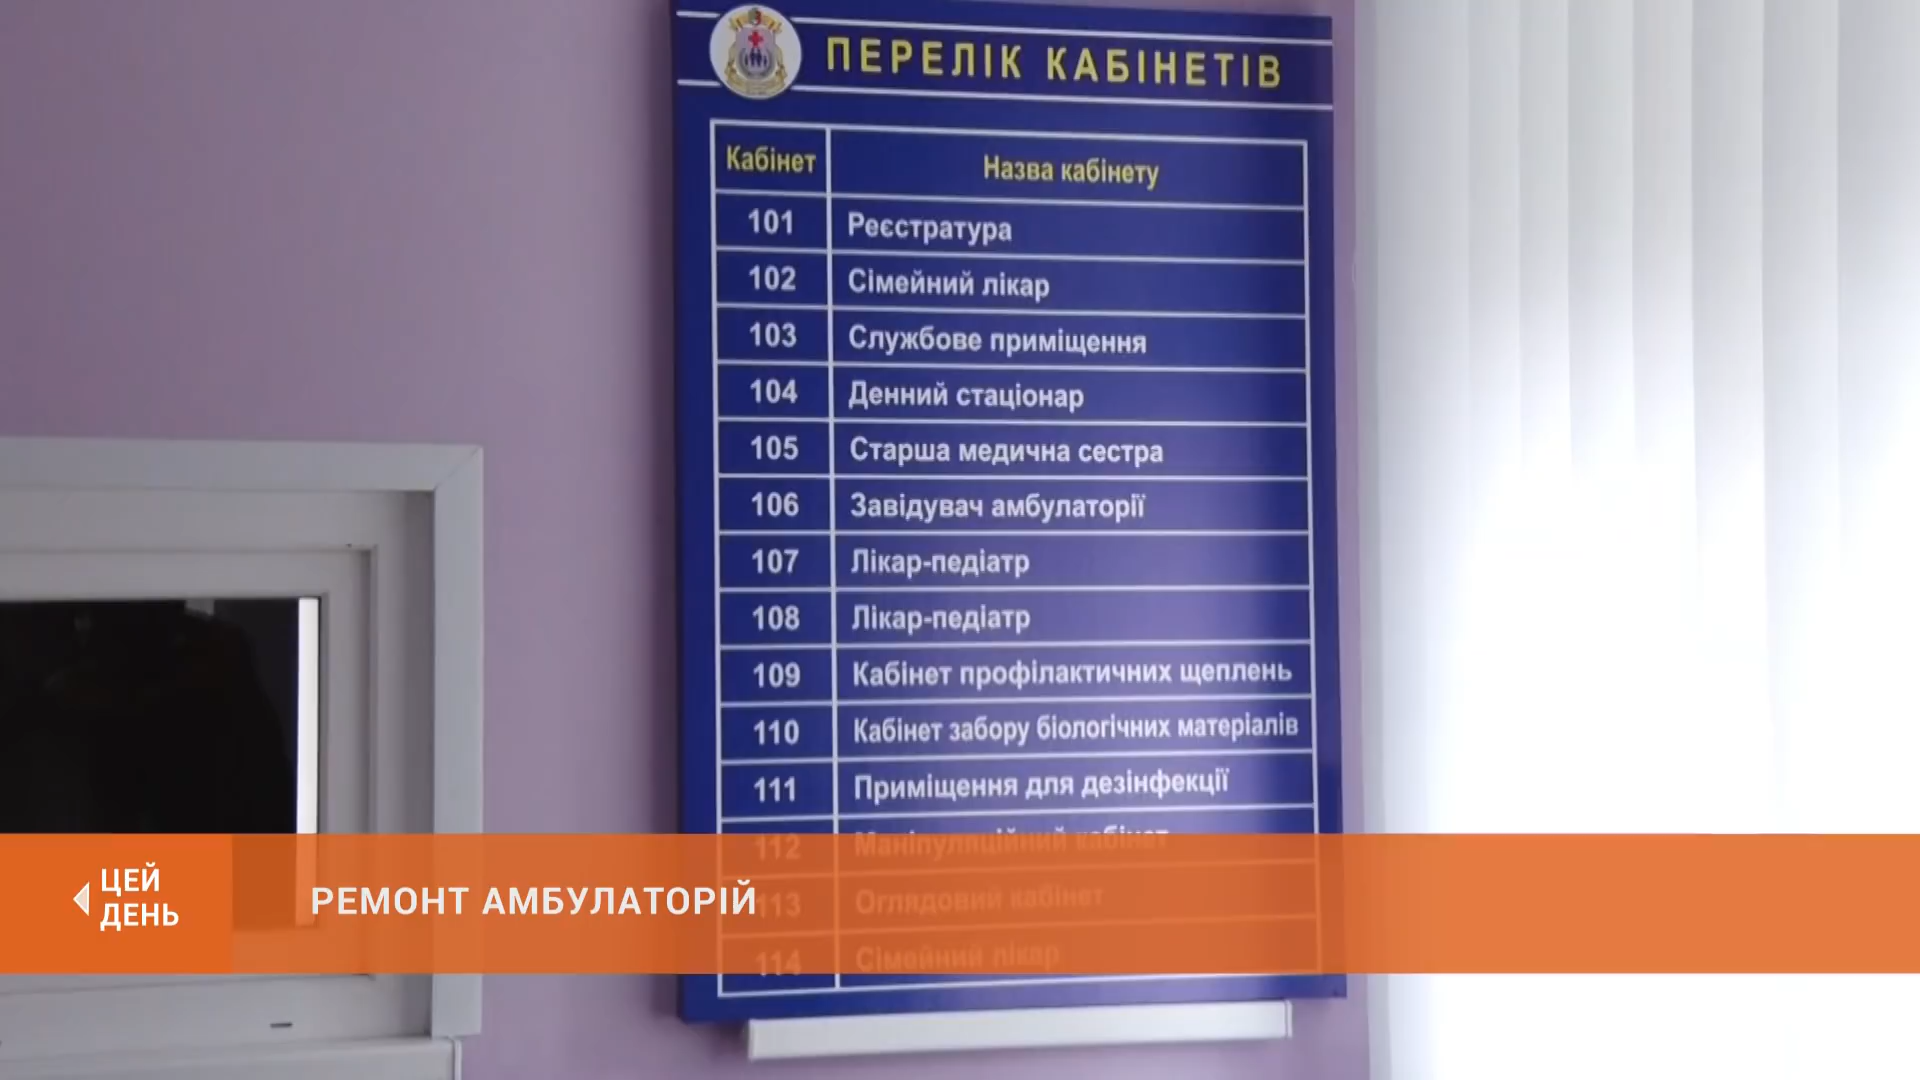 ПЕРЕЛІК КАБІНЕТІВ
Кабінет Назва кабінету
101 Реєстратура
102 Сімейний лікар
103 Службове приміщення
104 Денний стаціонар
105 Старша медична сестра
106 Завідувач амбулаторії
107 Лікар-педіатр
108 Лікар-педіатр
109 Кабінет профілактичних щеплень
110 Кабінет забору біологічних матеріалів
111 Приміщення для дезінфекції
112 Маніпуляційний кабінет
113 Оглядовий кабінет
114 Сімейний лікар
ЦЕЙ
ДЕНЬ
РЕМОНТ АМБУЛАТОРІЙ